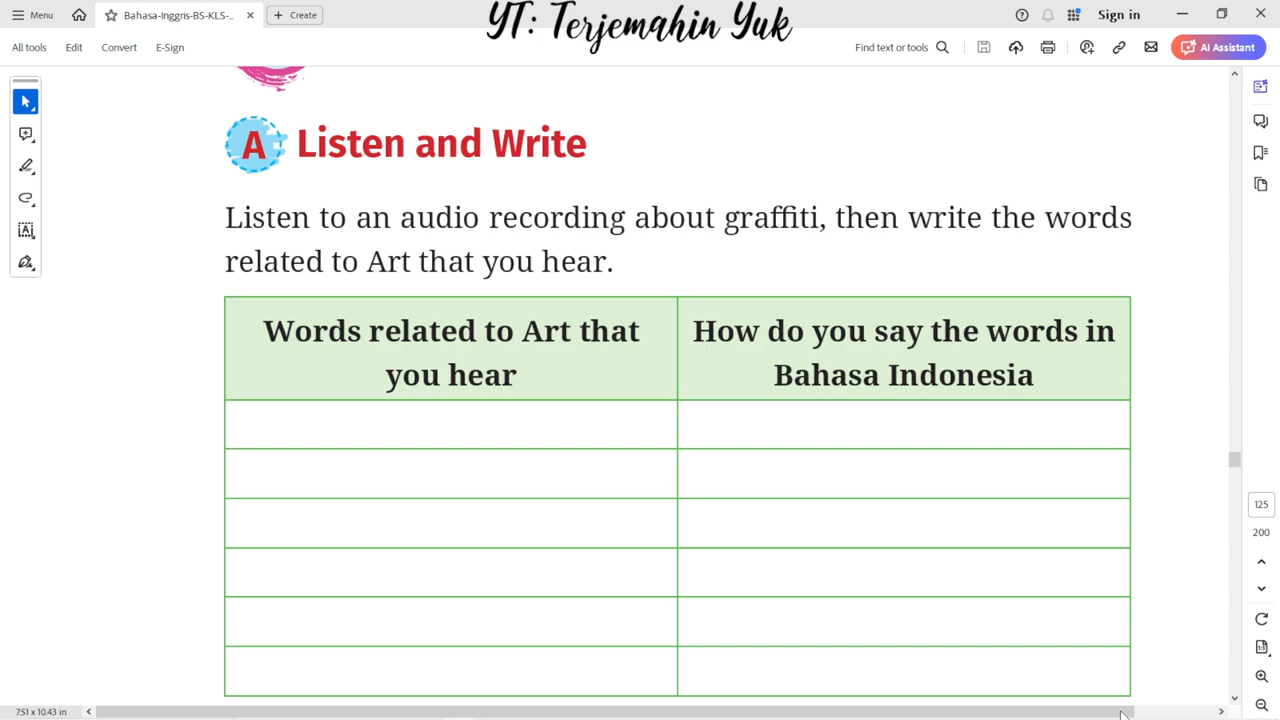 Menu
Bahasa-Inggris-BS-KLS-...
Create
YT: Terjemahin Yuk
Sign in
All tools
Edit
Convert
E-Sign
Find text or tools
AI Assistant
A Listen and Write
Listen to an audio recording about graffiti, then write the words
related to Art that you hear.
Words related to Art that
you hear
How do you say the words in
Bahasa Indonesia
125
200
7.51 x 10.43 in